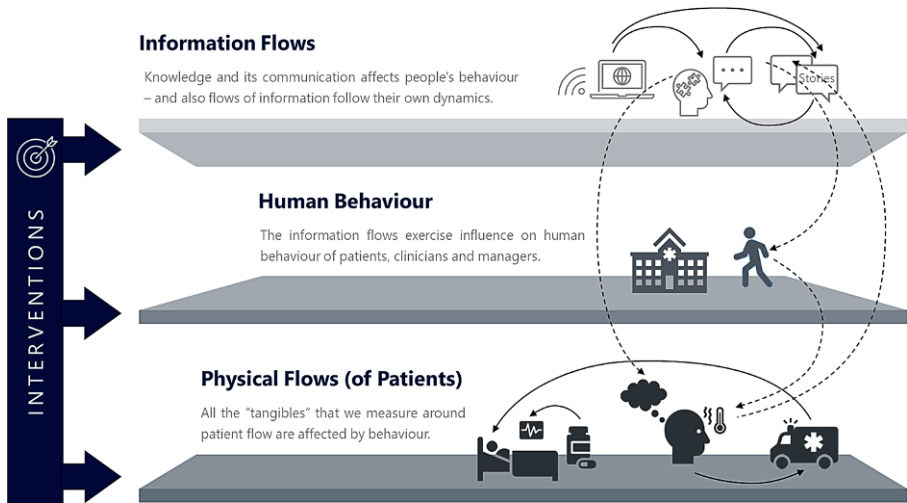 Information Flows
Knowledge and its communication affects people's behaviour
– and also flows of information follow their own dynamics.
Stories
INTERVENTIONS
Human Behaviour
The information flows exercise influence on human
behaviour of patients, clinicians and managers.
Physical Flows (of Patients)
All the "tangibles" that we measure around
patient flow are affected by behaviour.